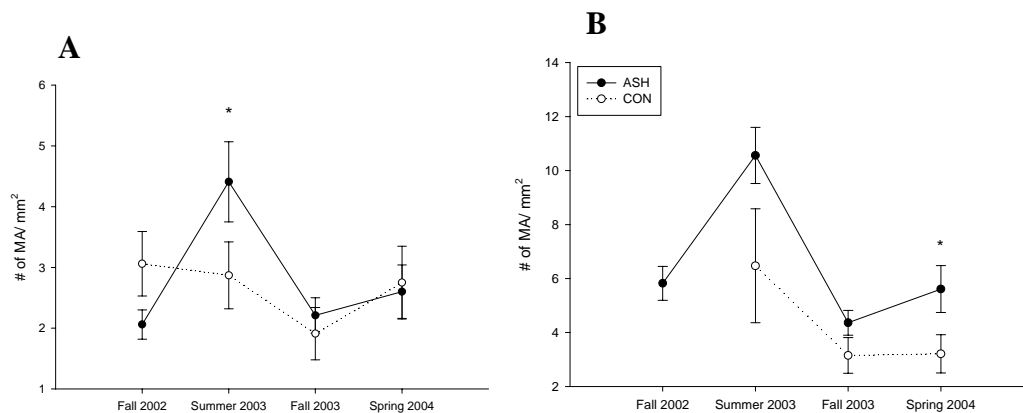 A
# of MA/ mm²
6
5
4
3
2
1
*
Fall 2002 Summer 2003 Fall 2003 Spring 2004
B
# of MA/ mm²
14
12
10
8
6
4
2
ASH
CON
*
Fall 2002 Summer 2003 Fall 2003 Spring 2004